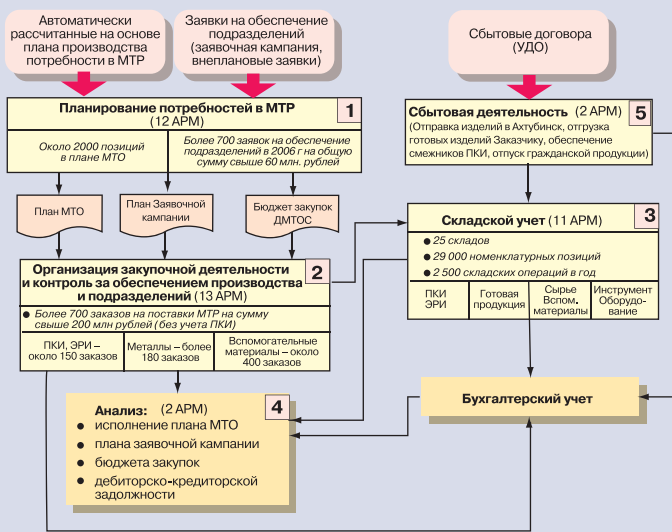 Автоматически
рассчитанные на основе
плана производства
потребности в МТР
Заявки на обеспечение
подразделений
(заявочная кампания,
внеплановые заявки)
Сбытовые договора
(УДО)
Планирование потребностей в МТР
(12 АРМ)
1
Около 2000 позиций
в плане МТО
Более 700 заявок на обеспечение
подразделений в 2006 г на общую
сумму свыше 60 млн. рублей
Сбытовая деятельность (2 АРМ)
5
(Отправка изделий в Ахтубинск, отгрузка
готовых изделий Заказчику, обеспечение
смежников ПКИ, отпуск гражданской продукции)
План МТО
План Заявочной
кампании
Бюджет закупок
ДМТОС
Складской учет (11 АРМ)
3
● 25 складов
● 29 000 номенклатурных позиций
● 2 500 складских операций в год
ПКИ
ЭРИ
Готовая
продукция
Сырье
Вспом.
материалы
Инструмент
Оборудо-
вание
Организация закупочной деятельности
и контроль за обеспечением производства
и подразделений (13 АРМ)
2
● Более 700 заказов на поставки МТР на сумму
свыше 200 млн рублей (без учета ПКИ)
ПКИ, ЭРИ –
около 150 заказов
Металлы – более
180 заказов
Вспомогательные
материалы – около
400 заказов
Анализ: (2 АРМ)
4
● исполнение плана МТО
● плана заявочной кампании
● бюджета закупок
● дебиторско-кредиторской
задолжности
Бухгалтерский учет